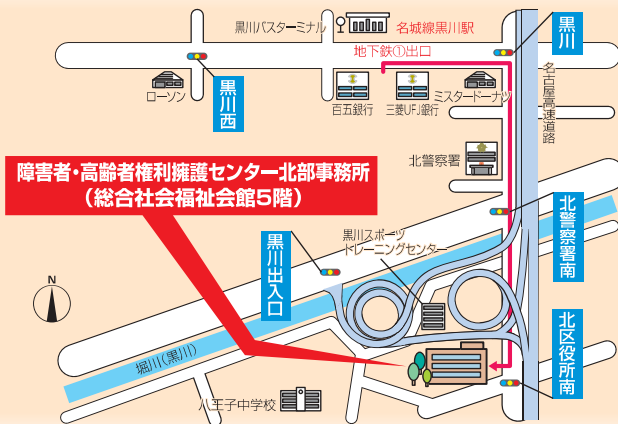 黒川バスターミナル
名城線黒川駅
地下鉄①出口
黒川
黒川西
ローソン
百五銀行
三菱UFJ銀行
ミスタードーナツ
名古屋高速道路
北警察署
障害者・高齢者権利擁護センター北部事務所
（総合社会福祉会館5階）
北警察署南
黒川スポーツ
トレーニングセンター
黒川出入口
N
北区役所南
堀川（黒川）
八王子中学校